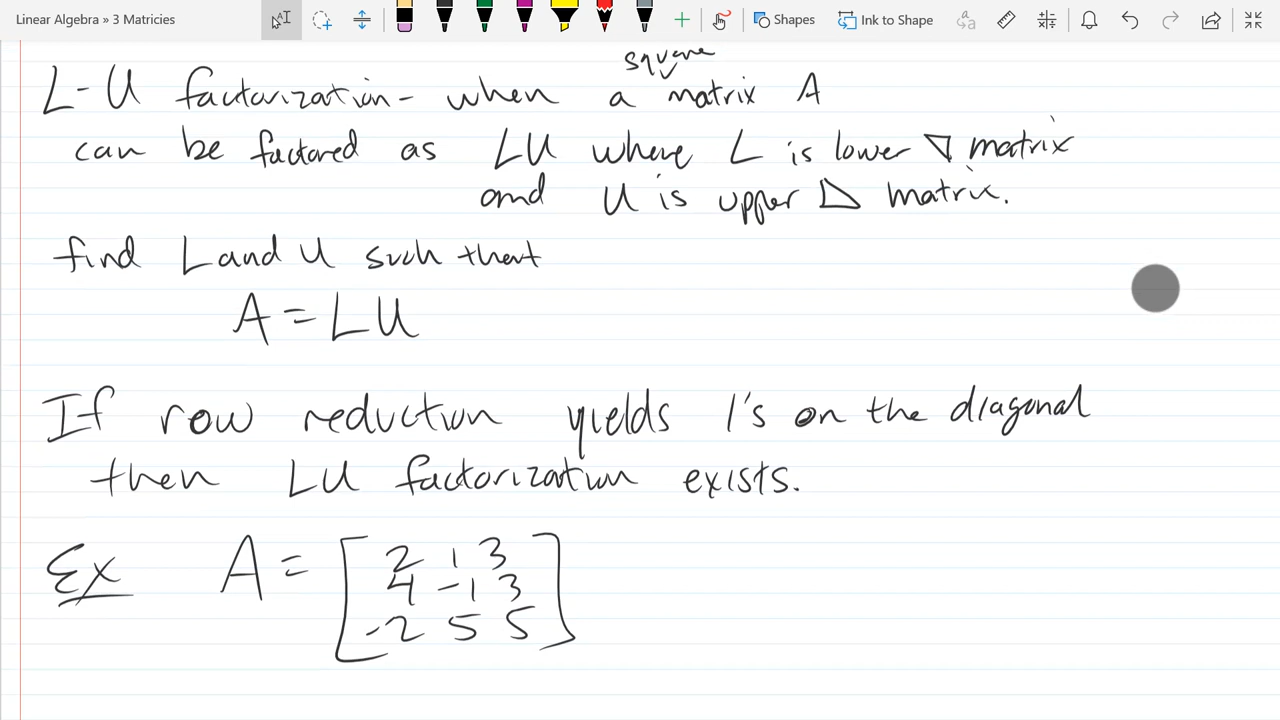 Linear Algebra » 3 Matricies
Shapes
Ink to Shape
square
L-U factorization - when a matrix A
can be factored as LU where L is lower ▽ matrix
and U is upper △ matrix.
find L and U such that
A = LU
If row reduction yields 1's on the diagonal
then LU factorization exists.
Ex A = [ 2 1 3
4 -1 3
-2 5 5 ]